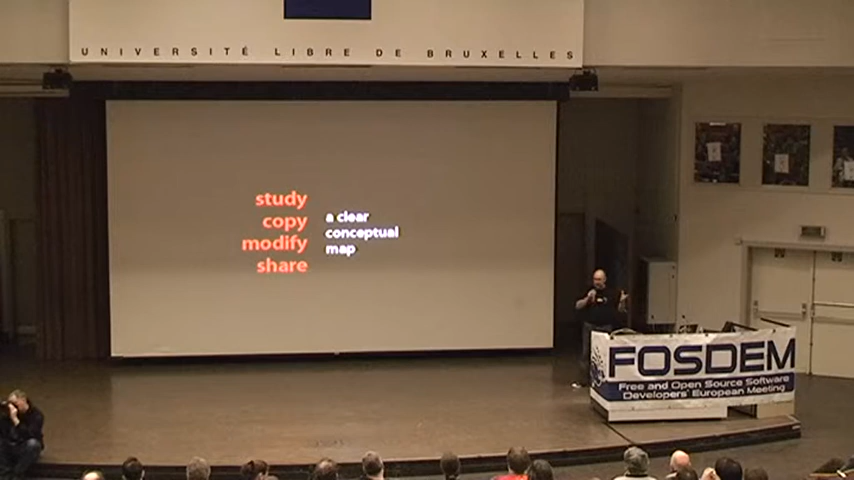 UNIVERSITÉ LIBRE DE BRUXELLES
study
copy
modify
share
a clear
conceptual
map
FOSDEM
Free and Open Source Software
Developers' European Meeting